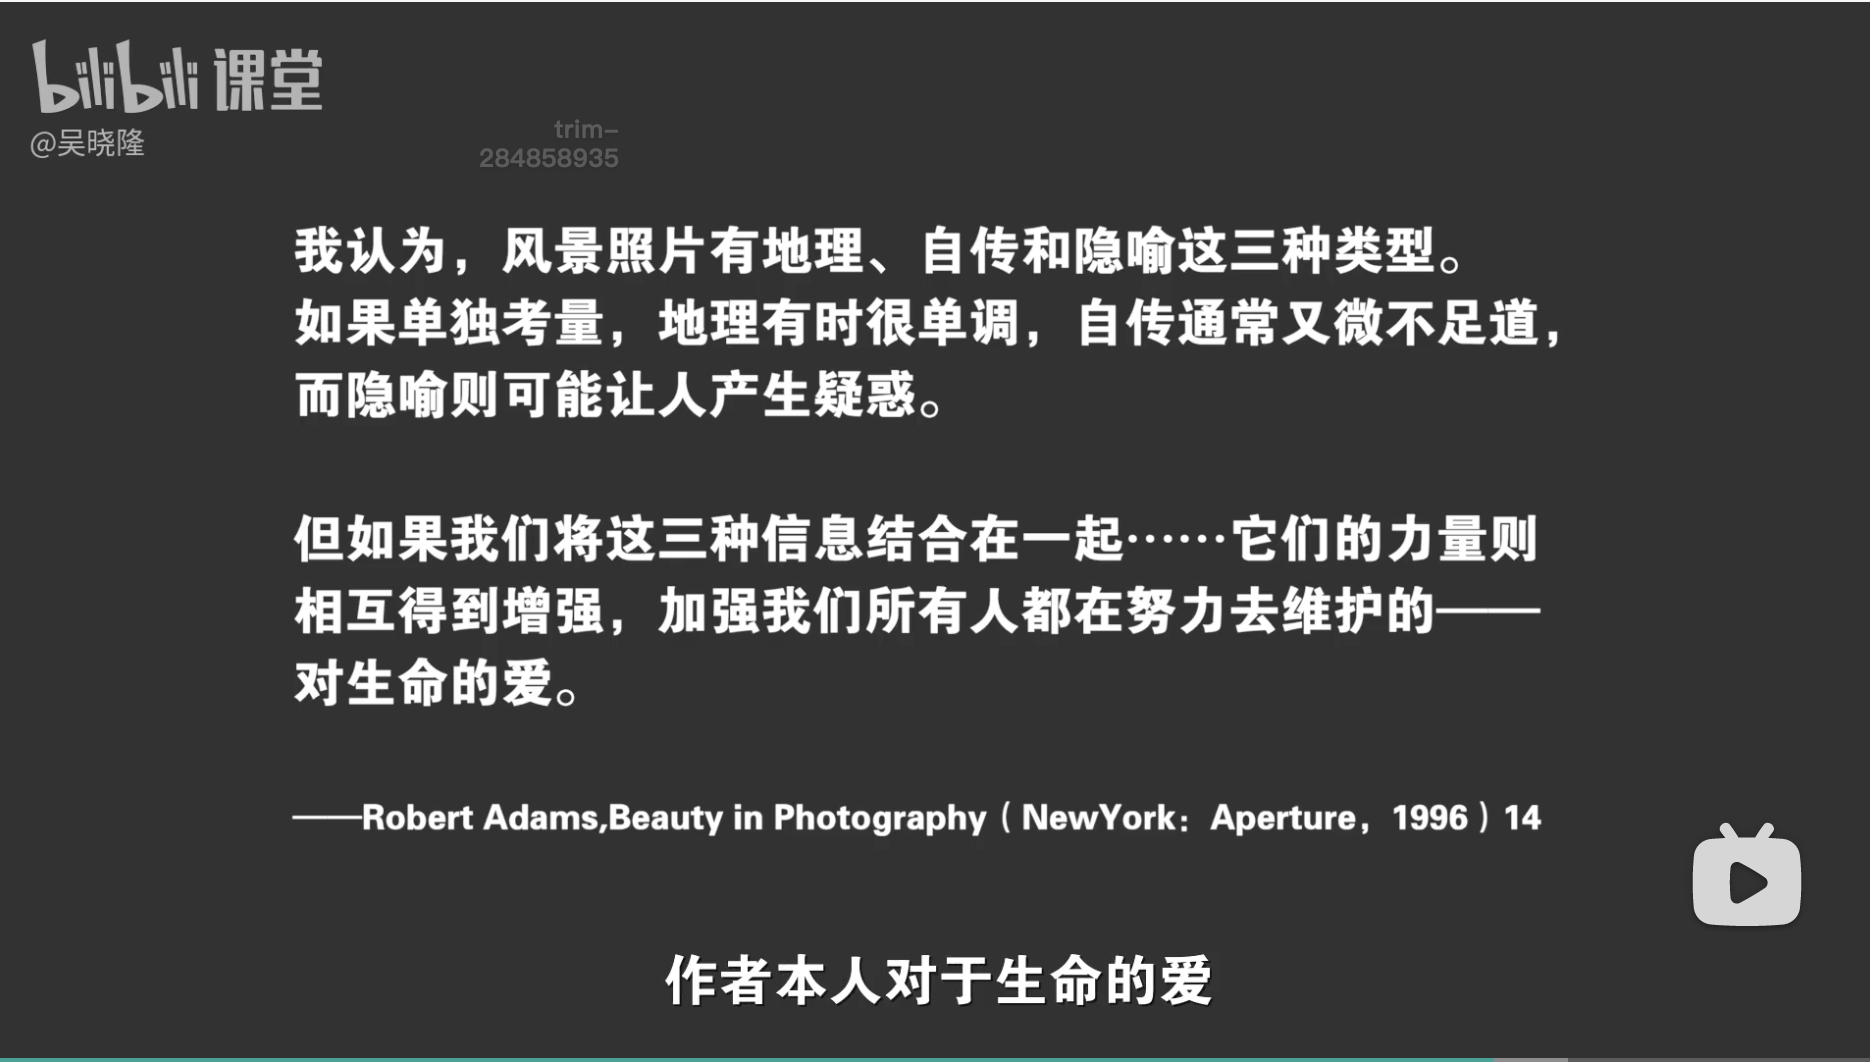 bilibili 课堂
@吴晓隆
trim-
284858935
我认为，风景照片有地理、自传和隐喻这三种类型。
如果单独考量，地理有时很单调，自传通常又微不足道，
而隐喻则可能让人产生疑惑。
但如果我们将这三种信息结合在一起……它们的力量则
相互得到增强，加强我们所有人都在努力去维护的——
对生命的爱。
——Robert Adams,Beauty in Photography（NewYork：Aperture，1996）14
作者本人对于生命的爱